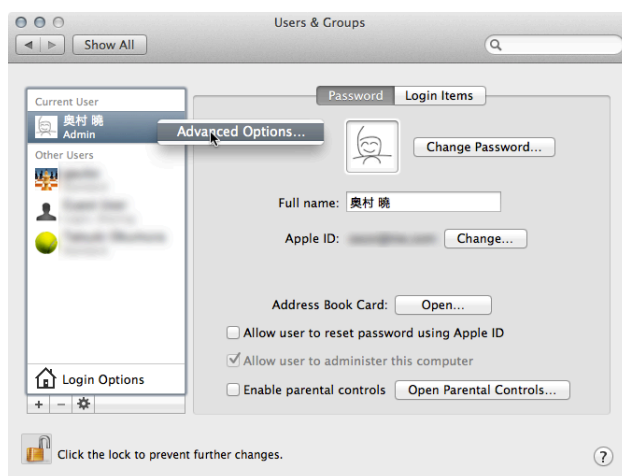 Users & Groups
Show All
Current User
奥村 曉
Admin
Other Users
Login Options
Advanced Options...
Password
Login Items
Change Password...
Full name: 奥村 曉
Apple ID:
Change...
Address Book Card:
Open...
Allow user to reset password using Apple ID
Allow user to administer this computer
Enable parental controls
Open Parental Controls...
Click the lock to prevent further changes.
?